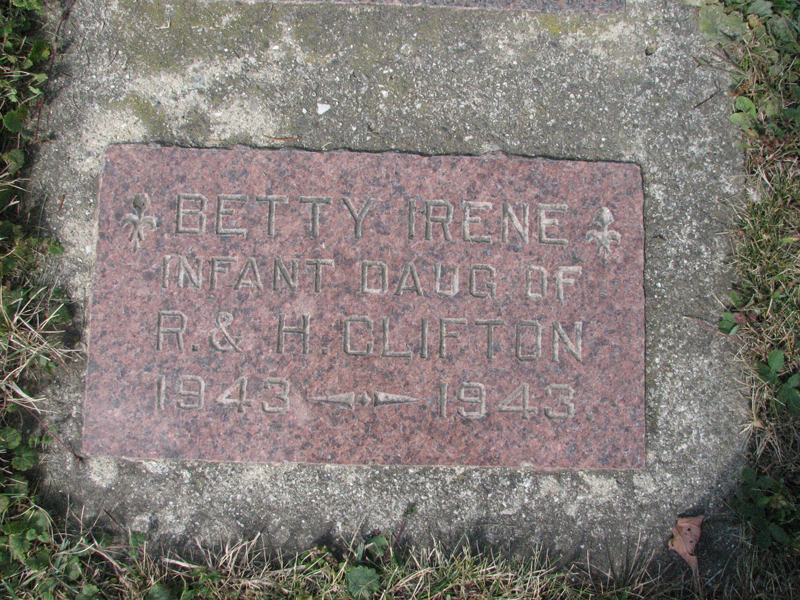 BETTY IRENE
INFANT DAUG. OF
R. & H. CLIFTON
1943 1943